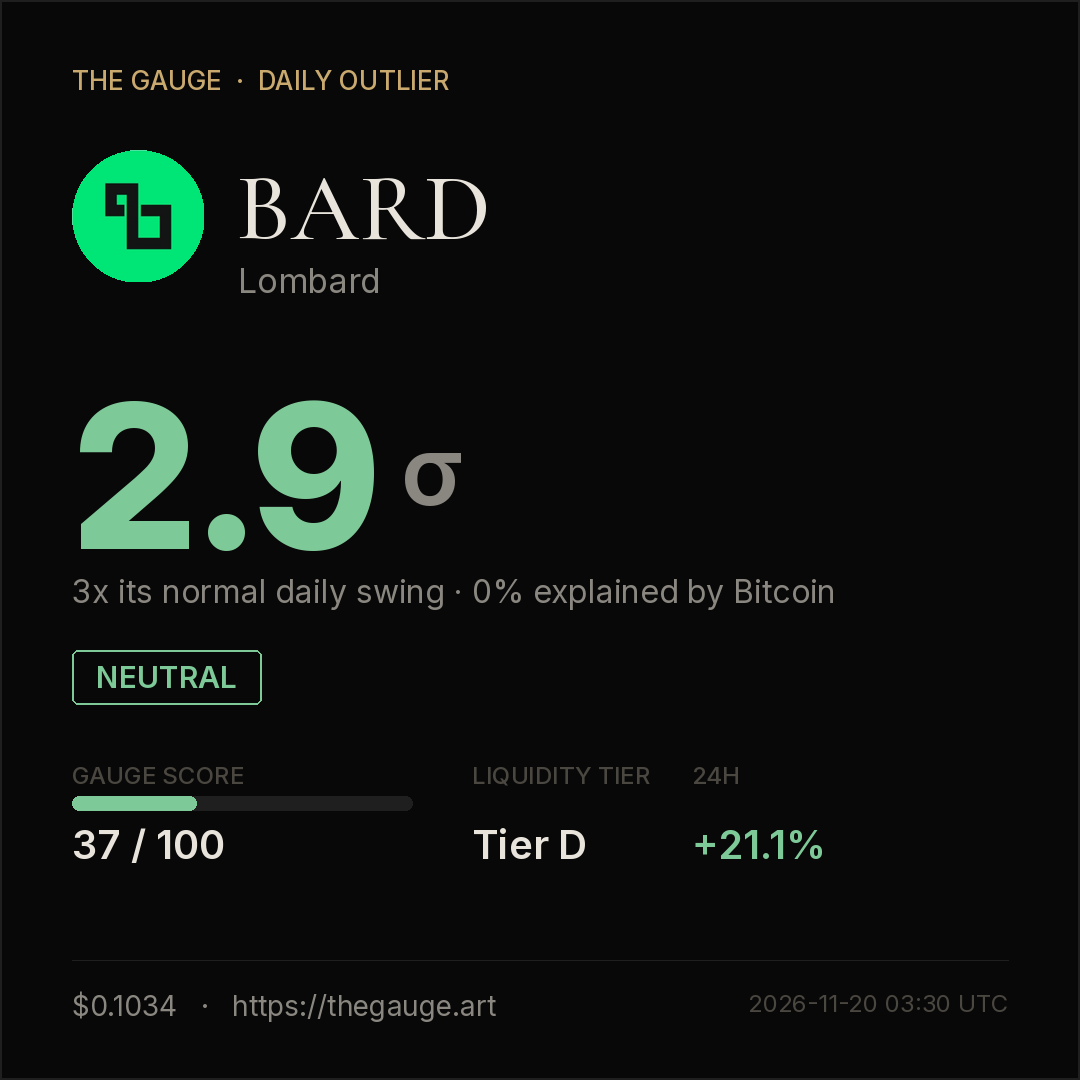 THE GAUGE · DAILY OUTLIER
BARD
Lombard
2.9 σ
3x its normal daily swing · 0% explained by Bitcoin
NEUTRAL
GAUGE SCORE LIQUIDITY TIER 24H
37 / 100 Tier D +21.1%
$0.1034 · https://thegauge.art 2026-11-20 03:30 UTC